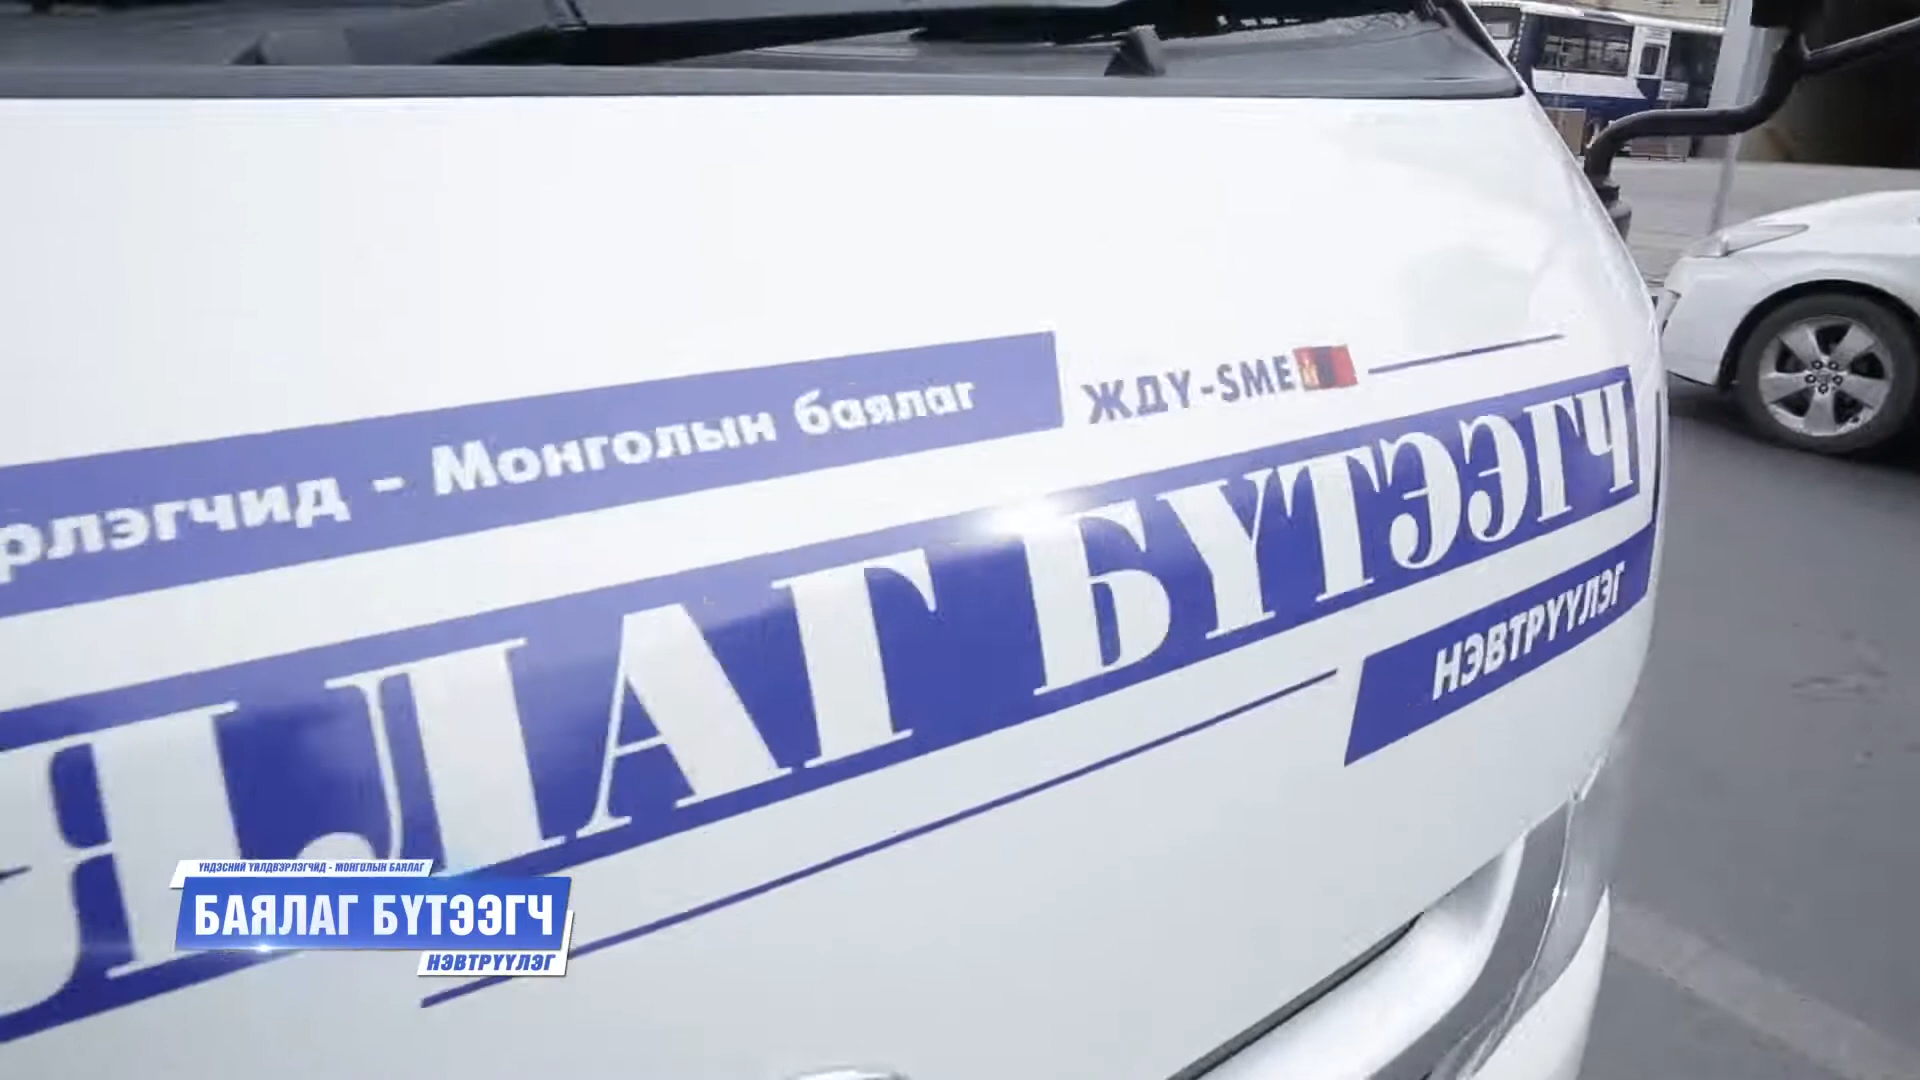 рлэгчид - Монголын баялаг
ЖДҮ-SME
ЯЛАГ БҮТЭЭГЧ
НЭВТРҮҮЛЭГ
ҮНДЭСНИЙ ҮЙЛДВЭРЛЭГЧИД - МОНГОЛЫН БАЯЛАГ
БАЯЛАГ БҮТЭЭГЧ
НЭВТРҮҮЛЭГ